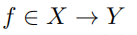 f ∈ X → Y